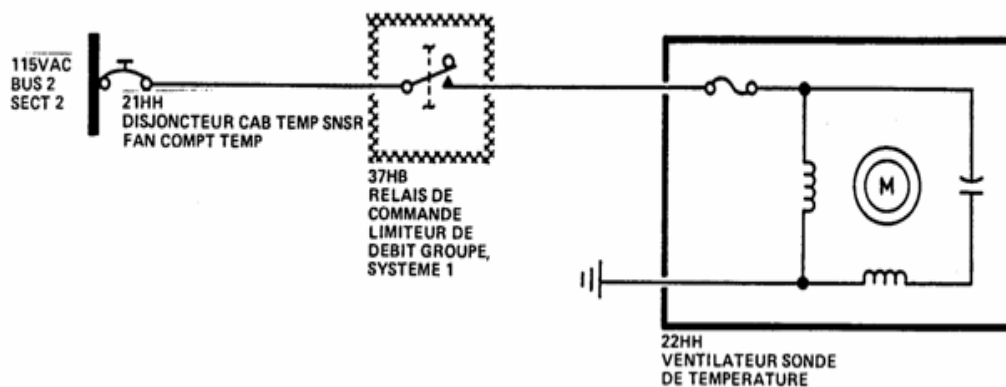 115VAC
BUS 2
SECT 2
21HH
DISJONCTEUR CAB TEMP SNSR
FAN COMPT TEMP
37HB
RELAIS DE
COMMANDE
LIMITEUR DE
DEBIT GROUPE,
SYSTEME 1
M
22HH
VENTILATEUR SONDE
DE TEMPERATURE